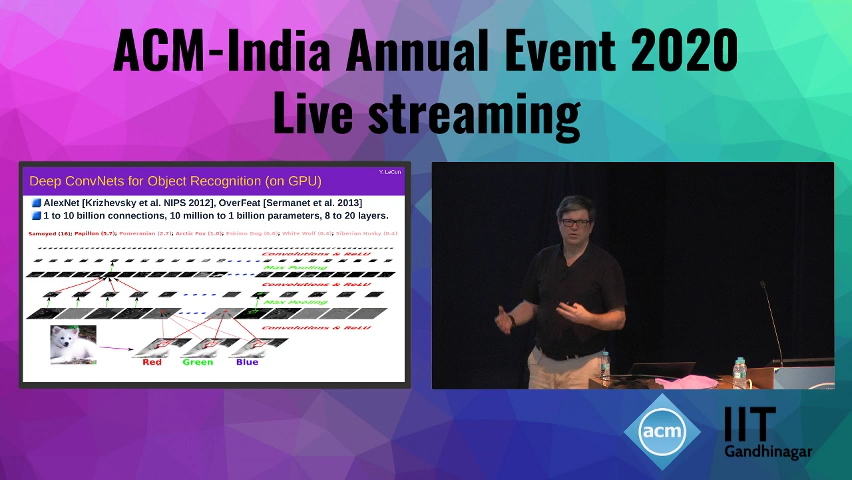 ACM-India Annual Event 2020
Live streaming
Y. LeCun
Deep ConvNets for Object Recognition (on GPU)
AlexNet [Krizhevsky et al. NIPS 2012], OverFeat [Sermanet et al. 2013]
1 to 10 billion connections, 10 million to 1 billion parameters, 8 to 20 layers.
Samoyed (16); Papillon (5.7); Pomeranian (2.7); Arctic Fox (1.0); Eskimo Dog (0.6); White Wolf (0.4); Siberian Husky (0.4)
Convolutions & ReLU
Max Pooling
Convolutions & ReLU
Max Pooling
Convolutions & ReLU
Red Green Blue
acm
IIT
Gandhinagar